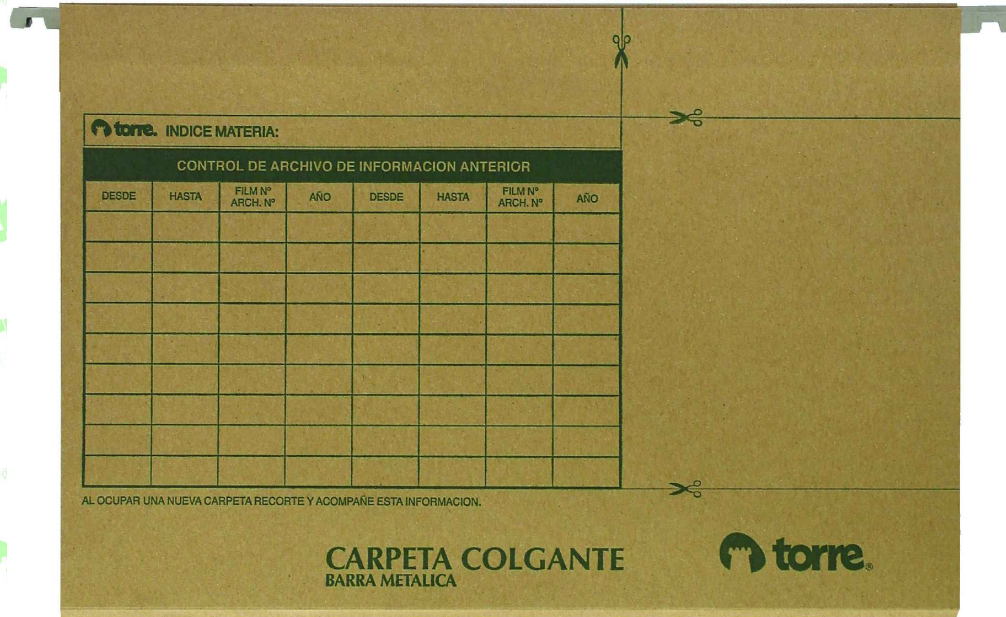 torre. INDICE MATERIA:
CONTROL DE ARCHIVO DE INFORMACION ANTERIOR
DESDE HASTA FILM Nº ARCH. Nº AÑO DESDE HASTA FILM Nº ARCH. Nº AÑO
AL OCUPAR UNA NUEVA CARPETA RECORTE Y ACOMPAÑE ESTA INFORMACION.
CARPETA COLGANTE
BARRA METALICA
torre®